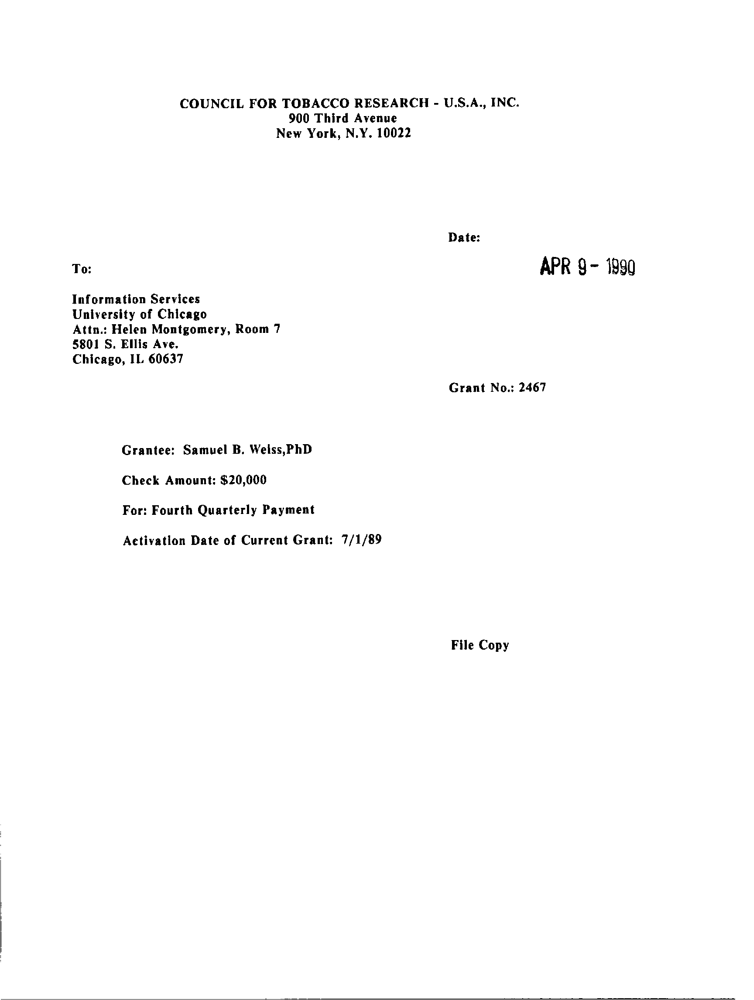 COUNCIL FOR TOBACCO RESEARCH - U.S.A., INC.
900 Third Avenue
New York, N.Y. 10022
Date:
APR 9 - 1990
To:
Information Services
University of Chicago
Attn.: Helen Montgomery, Room 7
5801 S. Ellis Ave.
Chicago, IL 60637
Grant No.: 2467
Grantee: Samuel B. Weiss,PhD
Check Amount: $20,000
For: Fourth Quarterly Payment
Activation Date of Current Grant: 7/1/89
File Copy